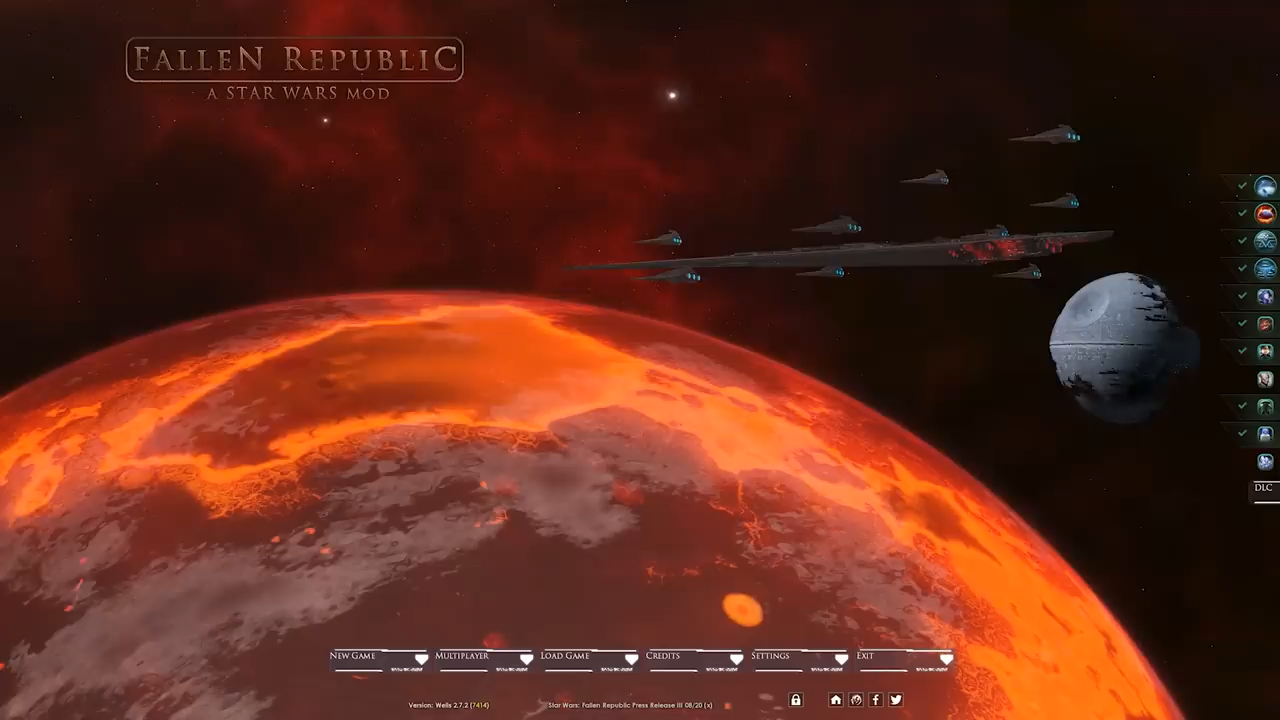 FALLEN REPUBLIC
A STAR WARS MOD
DLC
NEW GAME
MULTIPLAYER
LOAD GAME
CREDITS
SETTINGS
EXIT
Version: Wells 2.7.2 (7414)
Star Wars: Fallen Republic Press Release III 08/20 (x)